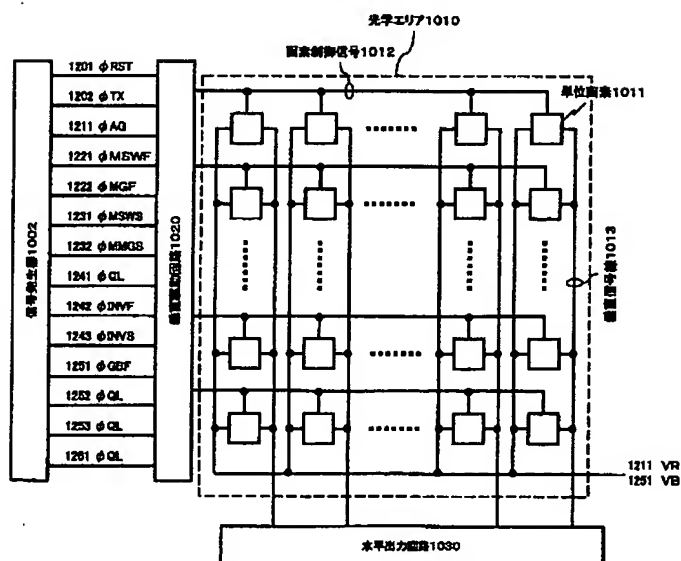 光学エリア1010
画素制御信号1012
単位画素1011
1201 φRST
1202 φTX
1211 φAG
1221 φMSWF
1222 φMGF
1231 φMSWS
1232 φMMGS
1241 φGL
1242 φINVF
1243 φINVS
1251 φGBF
1252 φGL
1253 φGL
1261 φGL
信号発生器1002
垂直駆動回路1020
垂直信号線1013
1211 VR
1251 VB
水平出力回路1030